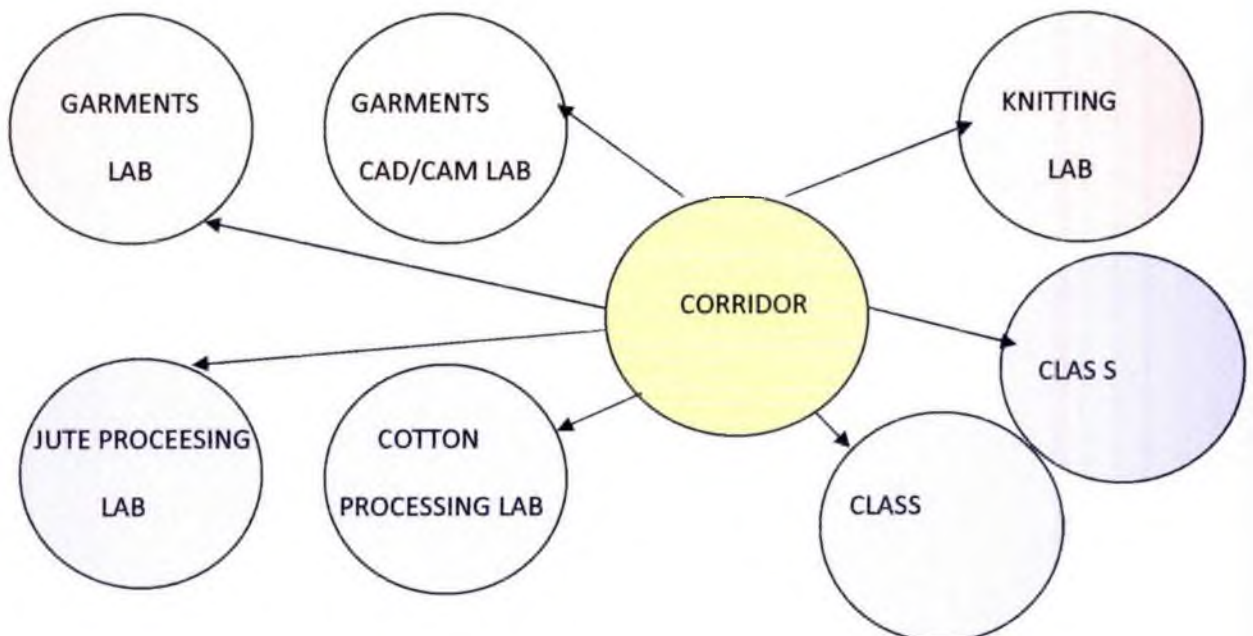 GARMENTS
LAB
GARMENTS
CAD/CAM LAB
KNITTING
LAB
CORRIDOR
CLAS S
JUTE PROCEESING
LAB
COTTON
PROCESSING LAB
CLASS